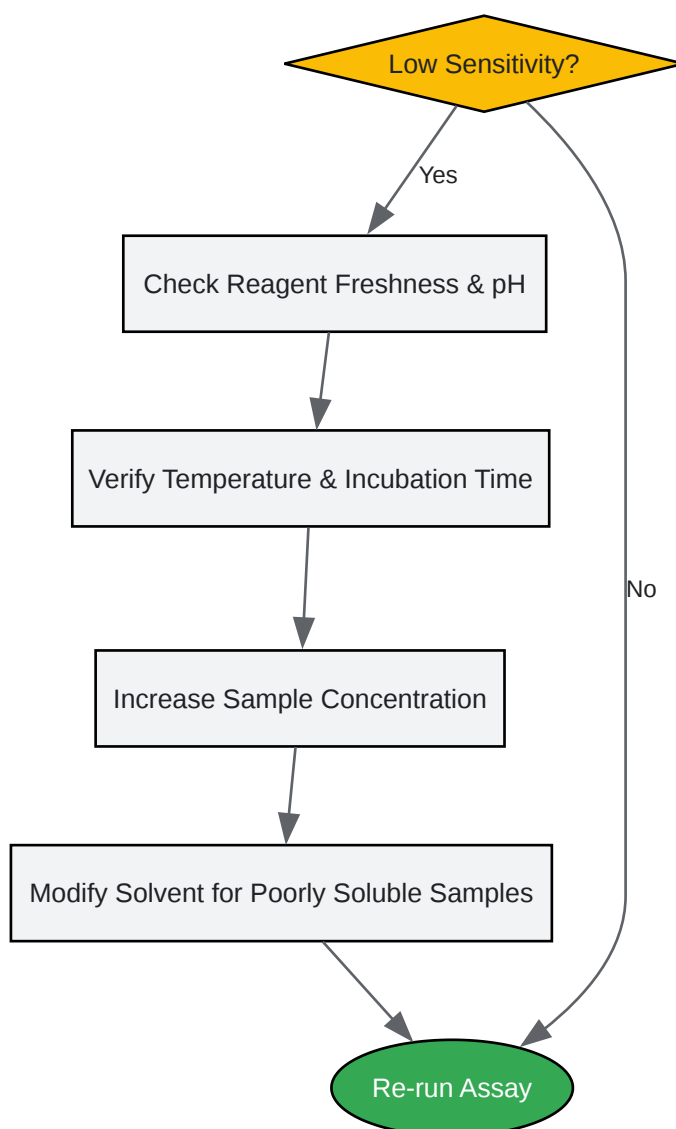 Low Sensitivity?
Yes
Check Reagent Freshness & pH
Verify Temperature & Incubation Time
No
Increase Sample Concentration
Modify Solvent for Poorly Soluble Samples
Re-run Assay